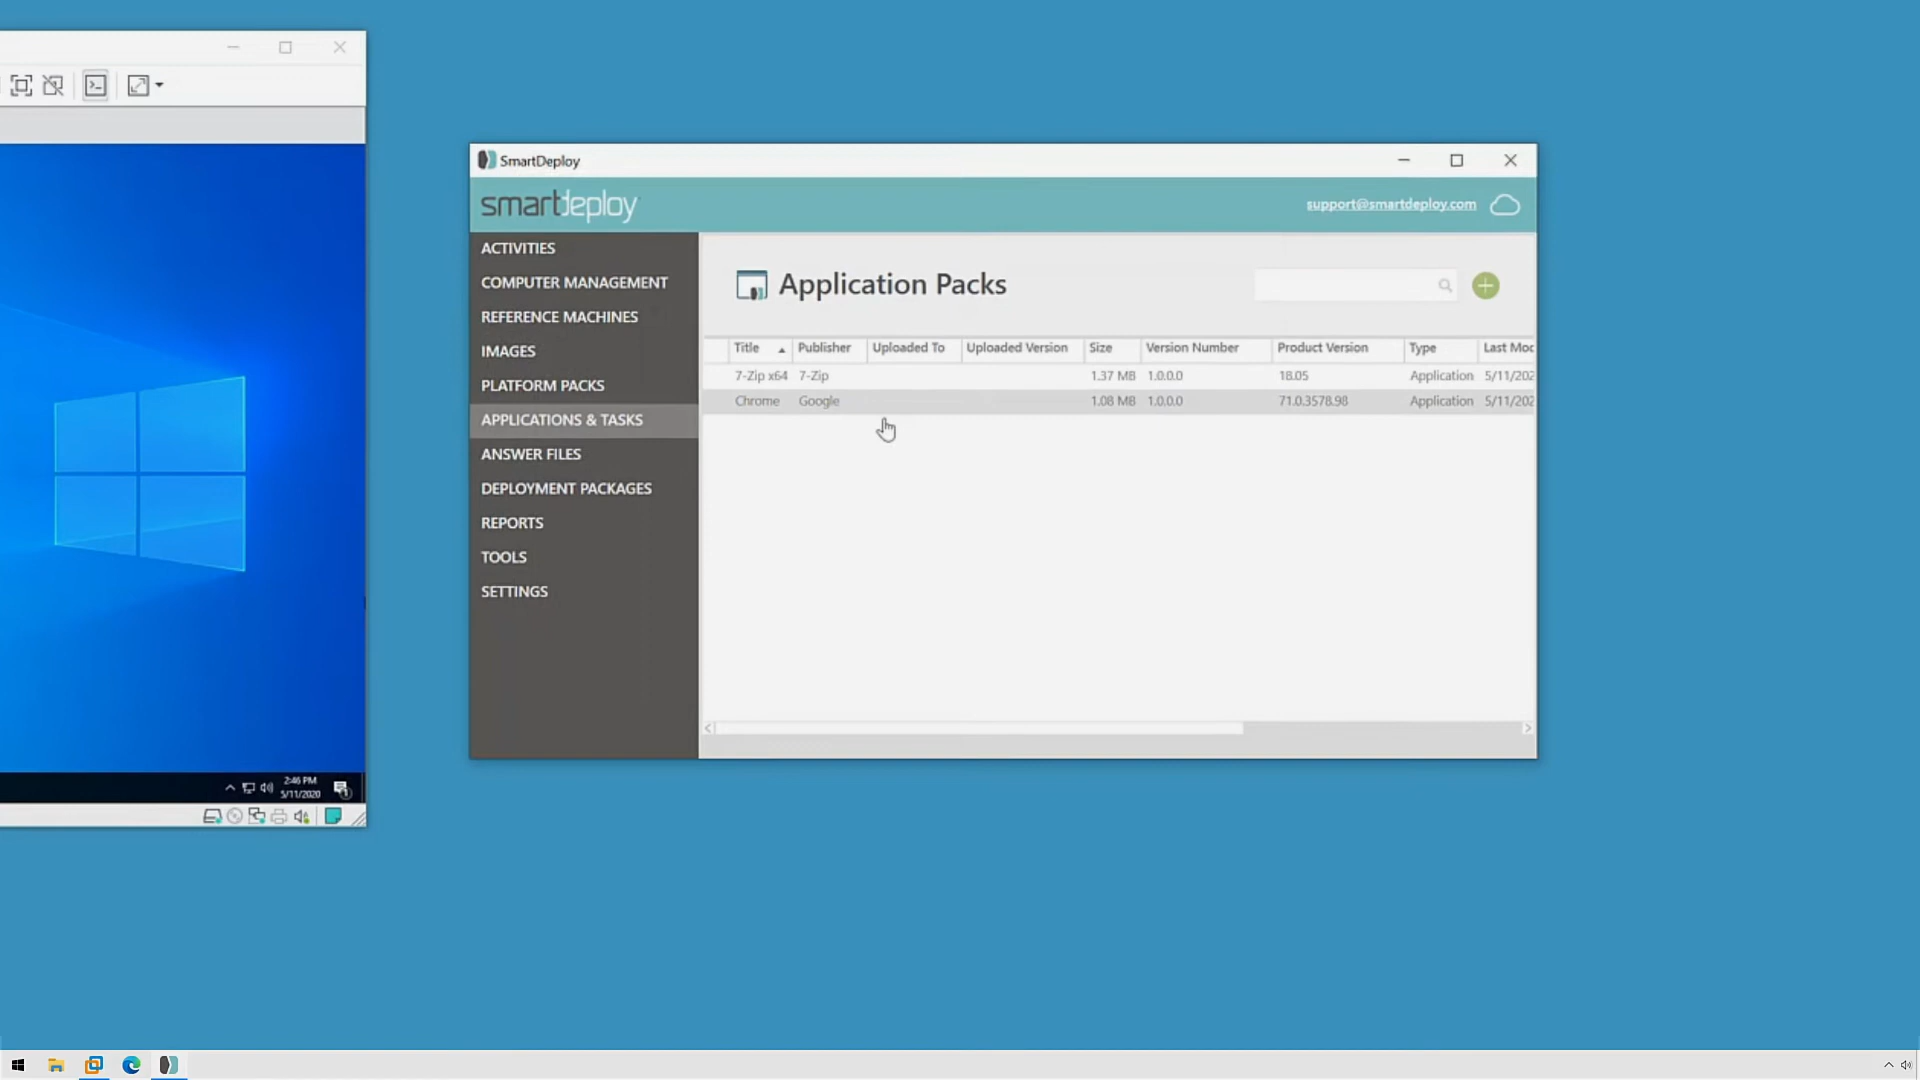 SmartDeploy
smartdeploy
support@smartdeploy.com
ACTIVITIES
COMPUTER MANAGEMENT
REFERENCE MACHINES
IMAGES
PLATFORM PACKS
APPLICATIONS & TASKS
ANSWER FILES
DEPLOYMENT PACKAGES
REPORTS
TOOLS
SETTINGS
Application Packs
Title Publisher Uploaded To Uploaded Version Size Version Number Product Version Type Last Mod
7-Zip x64 7-Zip 1.37 MB 1.0.0.0 18.05 Application 5/11/202
Chrome Google 1.08 MB 1.0.0.0 71.0.3578.98 Application 5/11/202
2:46 PM
5/11/2020
1